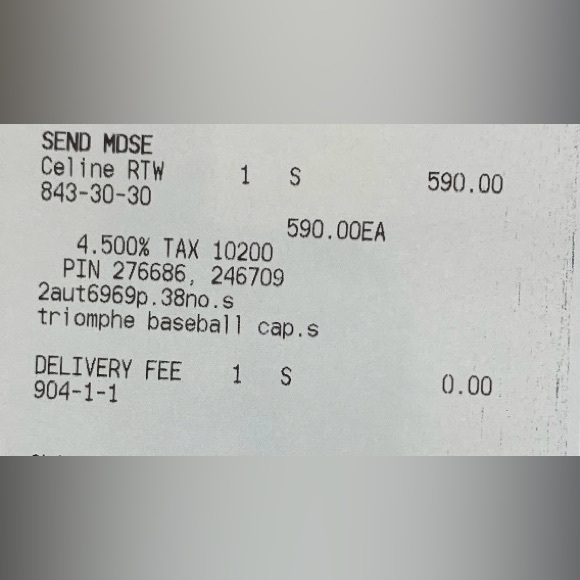 SEND MDSE
Celine RTW 1 S 590.00
843-30-30
590.00EA
4.500% TAX 10200
PIN 276686, 246709
2aut6969p.38no.s
triomphe baseball cap.s
DELIVERY FEE 1 S 0.00
904-1-1